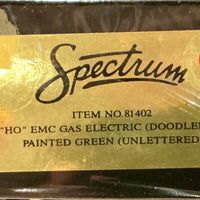 Spectrum
ITEM NO.81402
"HO" EMC GAS ELECTRIC (DOODLE
PAINTED GREEN (UNLETTERED